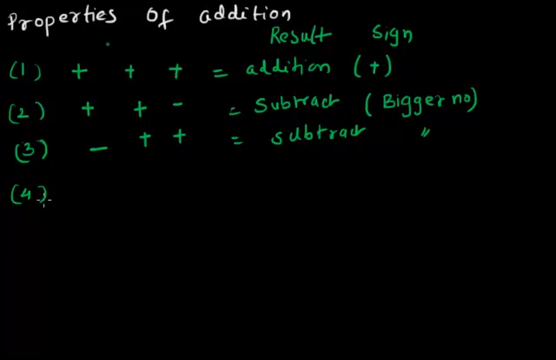 Properties of addition
Result Sign
(1) + + + = addition (+)
(2) + + - = Subtract (Bigger no)
(3) - + + = subtract "
(4)